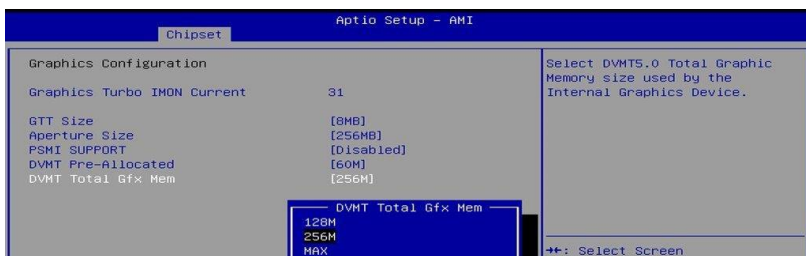 Aptio Setup - AMI
Chipset
Graphics Configuration
Graphics Turbo IMON Current 31
GTT Size [8MB]
Aperture Size [256MB]
PSMI SUPPORT [Disabled]
DVMT Pre-Allocated [60M]
DVMT Total Gfx Mem [256M]
DVMT Total Gfx Mem
128M
256M
MAX
Select DVMT5.0 Total Graphic
Memory size used by the
Internal Graphics Device.
→←: Select Screen